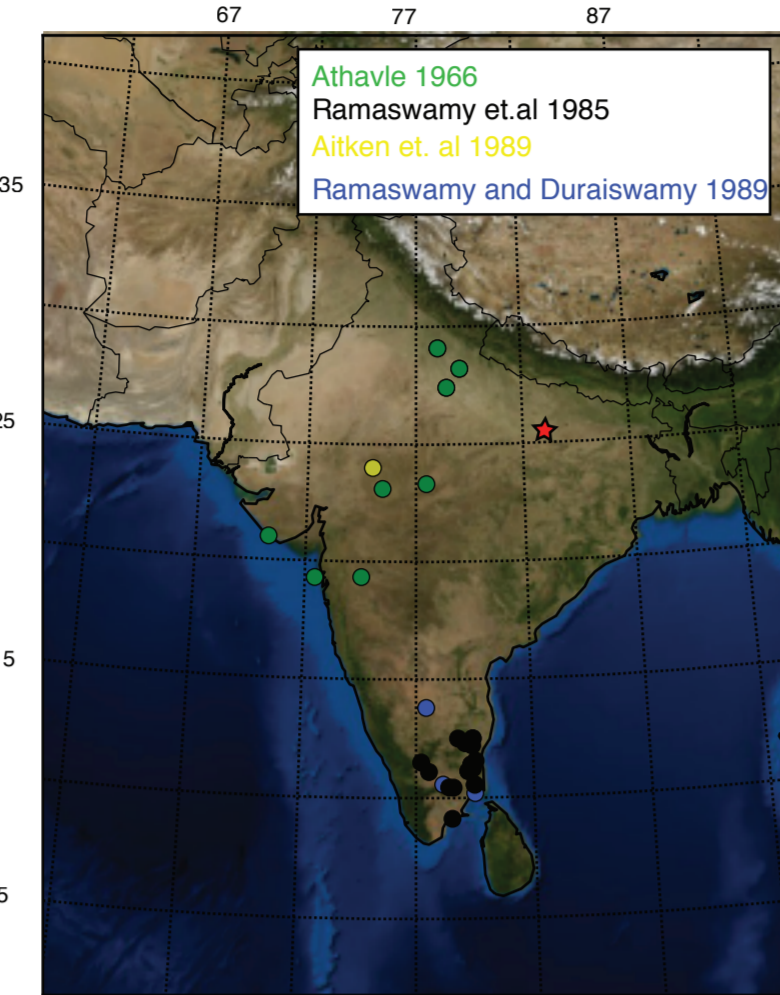 67 77 87
Athavle 1966
Ramaswamy et.al 1985
Aitken et. al 1989
35
Ramaswamy and Duraiswamy 1989
25
5
5